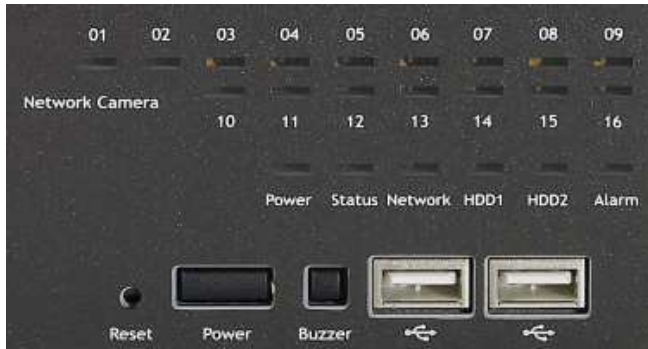 01 02 03 04 05 06 07 08 09
Network Camera
10 11 12 13 14 15 16
Power Status Network HDD1 HDD2 Alarm
Reset Power Buzzer